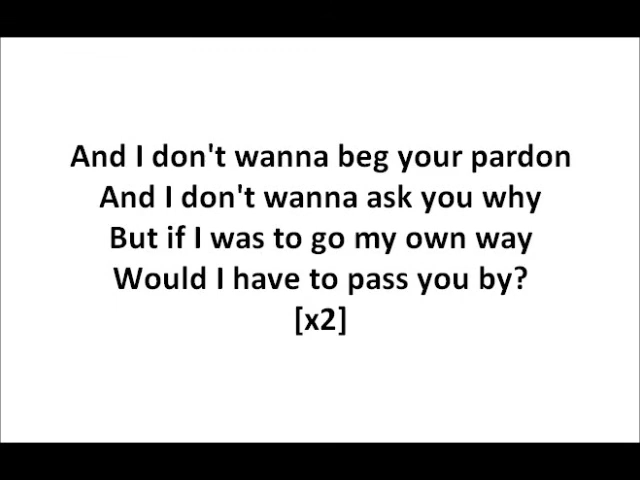 And I don't wanna beg your pardon
And I don't wanna ask you why
But if I was to go my own way
Would I have to pass you by?
[x2]